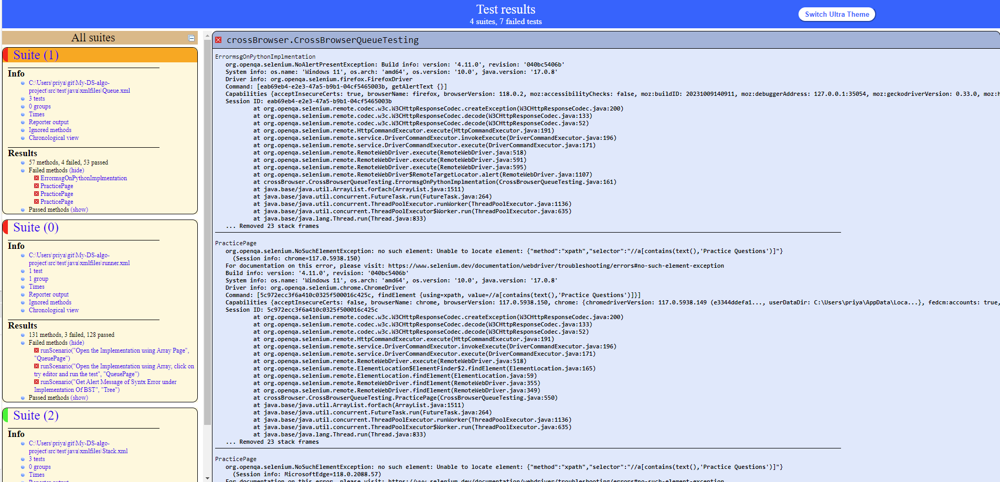 Test results
4 suites, 7 failed tests
Switch Ultra Theme
All suites
Suite (1)
Info
C:\Users\priya\git\My-DS-algo-
project\src\test\java\xmlfiles\Queue.xml
3 tests
0 groups
Times
Reporter output
Ignored methods
Chronological view
Results
57 methods, 4 failed, 53 passed
Failed methods (hide)
ErrormsgOnPythonImplmentation
PracticePage
PracticePage
PracticePage
Passed methods (show)
Suite (0)
Info
C:\Users\priya\git\My-DS-algo-
project\src\test\java\xmlfiles\runner.xml
1 test
1 group
Times
Reporter output
Ignored methods
Chronological view
Results
131 methods, 3 failed, 128 passed
Failed methods (hide)
runScenario("Open the Implementation using Array Page",
"QueuePage")
runScenario("Open the Implementation using Array, click on
try editor and run the test", "QueuePage")
runScenario("Get Alert Message of Syntx Error under
Implementation Of BST", "Tree")
Passed methods (show)
Suite (2)
Info
C:\Users\priya\git\My-DS-algo-
project\src\test\java\xmlfiles\Stack.xml
3 tests
0 groups
Times
Reporter output
crossBrowser.CrossBrowserQueueTesting
ErrormsgOnPythonImplmentation
org.openqa.selenium.NoAlertPresentException: Build info: version: '4.11.0', revision: '040bc5406b'
System info: os.name: 'Windows 11', os.arch: 'amd64', os.version: '10.0', java.version: '17.0.8'
Driver info: org.openqa.selenium.firefox.FirefoxDriver
Command: [eab69eb4-e2e3-47a5-b9b1-04cf5465003b, getAlertText {}]
Capabilities {acceptInsecureCerts: true, browserName: firefox, browserVersion: 118.0.2, moz:accessibilityChecks: false, moz:buildID: 20231009140911, moz:debuggerAddress: 127.0.0.1:35054, moz:geckodriverVersion: 0.33.0, moz:h
Session ID: eab69eb4-e2e3-47a5-b9b1-04cf5465003b
at org.openqa.selenium.remote.codec.w3c.W3CHttpResponseCodec.createException(W3CHttpResponseCodec.java:200)
at org.openqa.selenium.remote.codec.w3c.W3CHttpResponseCodec.decode(W3CHttpResponseCodec.java:133)
at org.openqa.selenium.remote.codec.w3c.W3CHttpResponseCodec.decode(W3CHttpResponseCodec.java:52)
at org.openqa.selenium.remote.HttpCommandExecutor.execute(HttpCommandExecutor.java:191)
at org.openqa.selenium.remote.service.DriverCommandExecutor.invokeExecute(DriverCommandExecutor.java:196)
at org.openqa.selenium.remote.service.DriverCommandExecutor.execute(DriverCommandExecutor.java:171)
at org.openqa.selenium.remote.RemoteWebDriver.execute(RemoteWebDriver.java:518)
at org.openqa.selenium.remote.RemoteWebDriver.execute(RemoteWebDriver.java:591)
at org.openqa.selenium.remote.RemoteWebDriver.execute(RemoteWebDriver.java:595)
at org.openqa.selenium.remote.RemoteWebDriver$RemoteTargetLocator.alert(RemoteWebDriver.java:1107)
at crossBrowser.CrossBrowserQueueTesting.ErrormsgOnPythonImplmentation(CrossBrowserQueueTesting.java:161)
at java.base/java.util.ArrayList.forEach(ArrayList.java:1511)
at java.base/java.util.concurrent.FutureTask.run(FutureTask.java:264)
at java.base/java.util.concurrent.ThreadPoolExecutor.runWorker(ThreadPoolExecutor.java:1136)
at java.base/java.util.concurrent.ThreadPoolExecutor$Worker.run(ThreadPoolExecutor.java:635)
at java.base/java.lang.Thread.run(Thread.java:833)
... Removed 23 stack frames
PracticePage
org.openqa.selenium.NoSuchElementException: no such element: Unable to locate element: {"method":"xpath","selector":"//a[contains(text(),'Practice Questions')]"}
(Session info: chrome=117.0.5938.150)
For documentation on this error, please visit: https://www.selenium.dev/documentation/webdriver/troubleshooting/errors#no-such-element-exception
Build info: version: '4.11.0', revision: '040bc5406b'
System info: os.name: 'Windows 11', os.arch: 'amd64', os.version: '10.0', java.version: '17.0.8'
Driver info: org.openqa.selenium.chrome.ChromeDriver
Command: [5c972ecc3f6a410c0325f500016c425c, findElement {using=xpath, value=//a[contains(text(),'Practice Questions')]}]
Capabilities {acceptInsecureCerts: false, browserName: chrome, browserVersion: 117.0.5938.150, chrome: {chromedriverVersion: 117.0.5938.149 (e3344ddefa1..., userDataDir: C:\Users\priya\AppData\Loca...}, fedcm:accounts: true,
Session ID: 5c972ecc3f6a410c0325f500016c425c
at org.openqa.selenium.remote.codec.w3c.W3CHttpResponseCodec.createException(W3CHttpResponseCodec.java:200)
at org.openqa.selenium.remote.codec.w3c.W3CHttpResponseCodec.decode(W3CHttpResponseCodec.java:133)
at org.openqa.selenium.remote.codec.w3c.W3CHttpResponseCodec.decode(W3CHttpResponseCodec.java:52)
at org.openqa.selenium.remote.HttpCommandExecutor.execute(HttpCommandExecutor.java:191)
at org.openqa.selenium.remote.service.DriverCommandExecutor.invokeExecute(DriverCommandExecutor.java:196)
at org.openqa.selenium.remote.service.DriverCommandExecutor.execute(DriverCommandExecutor.java:171)
at org.openqa.selenium.remote.RemoteWebDriver.execute(RemoteWebDriver.java:518)
at org.openqa.selenium.remote.ElementLocation$ElementFinder$2.findElement(ElementLocation.java:165)
at org.openqa.selenium.remote.ElementLocation.findElement(ElementLocation.java:59)
at org.openqa.selenium.remote.RemoteWebDriver.findElement(RemoteWebDriver.java:355)
at org.openqa.selenium.remote.RemoteWebDriver.findElement(RemoteWebDriver.java:349)
at crossBrowser.CrossBrowserQueueTesting.PracticePage(CrossBrowserQueueTesting.java:550)
at java.base/java.util.ArrayList.forEach(ArrayList.java:1511)
at java.base/java.util.concurrent.FutureTask.run(FutureTask.java:264)
at java.base/java.util.concurrent.ThreadPoolExecutor.runWorker(ThreadPoolExecutor.java:1136)
at java.base/java.util.concurrent.ThreadPoolExecutor$Worker.run(ThreadPoolExecutor.java:635)
at java.base/java.lang.Thread.run(Thread.java:833)
... Removed 23 stack frames
PracticePage
org.openqa.selenium.NoSuchElementException: no such element: Unable to locate element: {"method":"xpath","selector":"//a[contains(text(),'Practice Questions')]"}
(Session info: MicrosoftEdge=118.0.2088.57)
For documentation on this error, please visit: https://www.selenium.dev/documentation/webdriver/troubleshooting/errors#no-such-element-exception